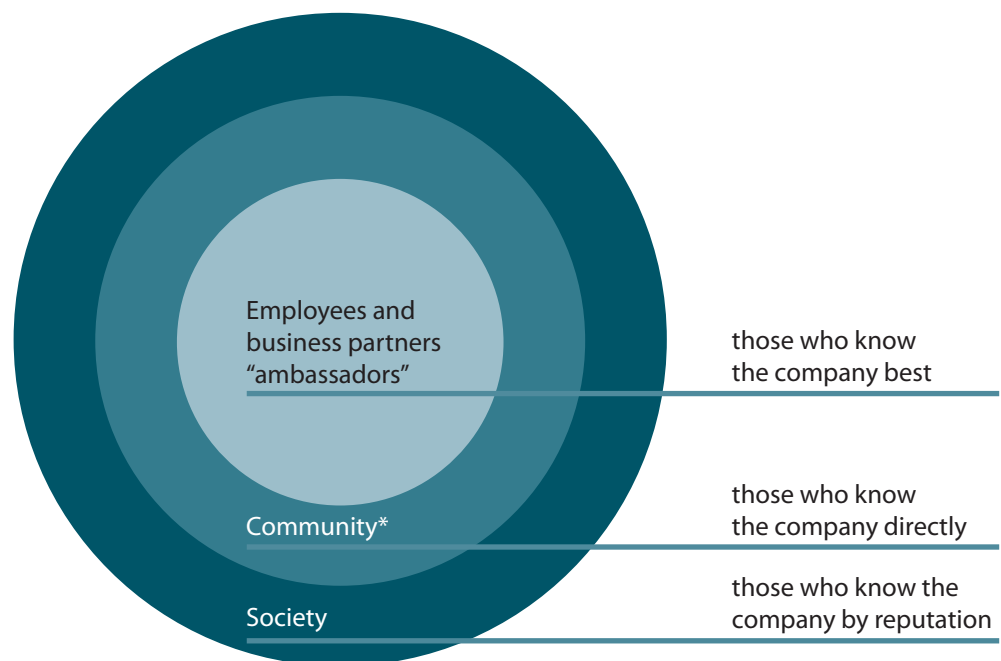 Employees and
business partners
“ambassadors”
those who know
the company best
Community*
those who know
the company directly
Society
those who know the
company by reputation